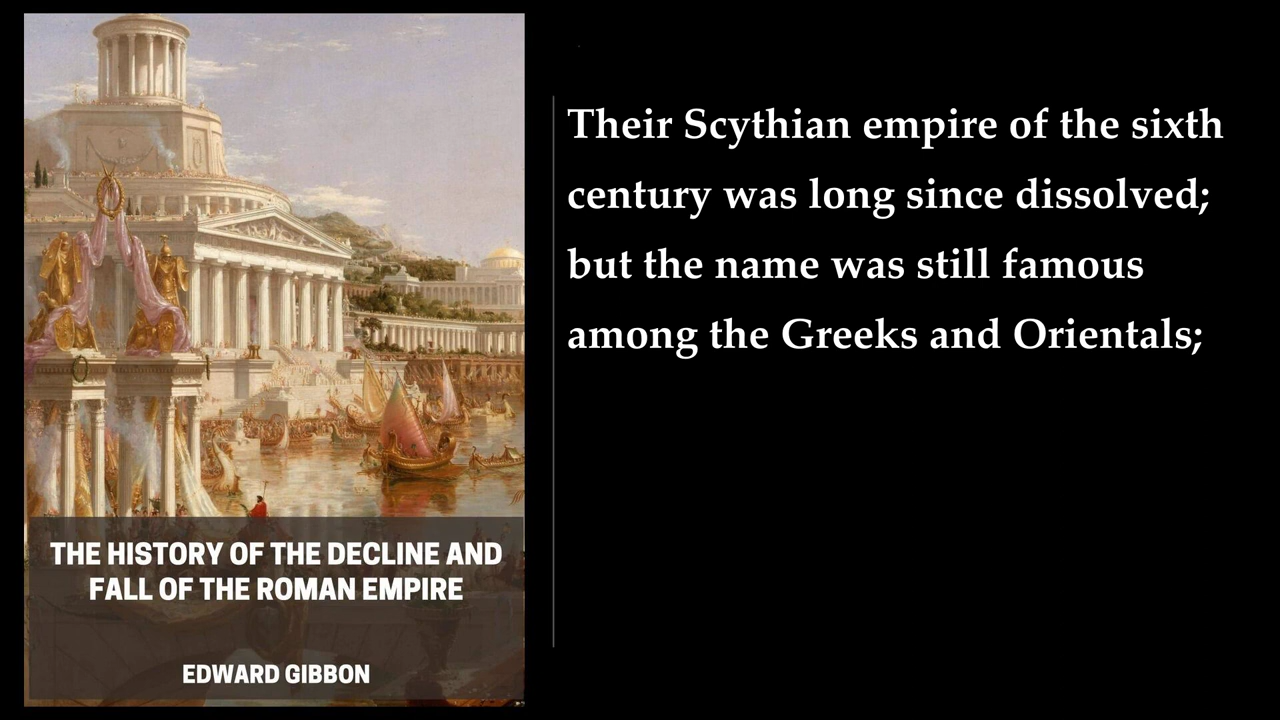 THE HISTORY OF THE DECLINE AND
FALL OF THE ROMAN EMPIRE
EDWARD GIBBON
Their Scythian empire of the sixth
century was long since dissolved;
but the name was still famous
among the Greeks and Orientals;